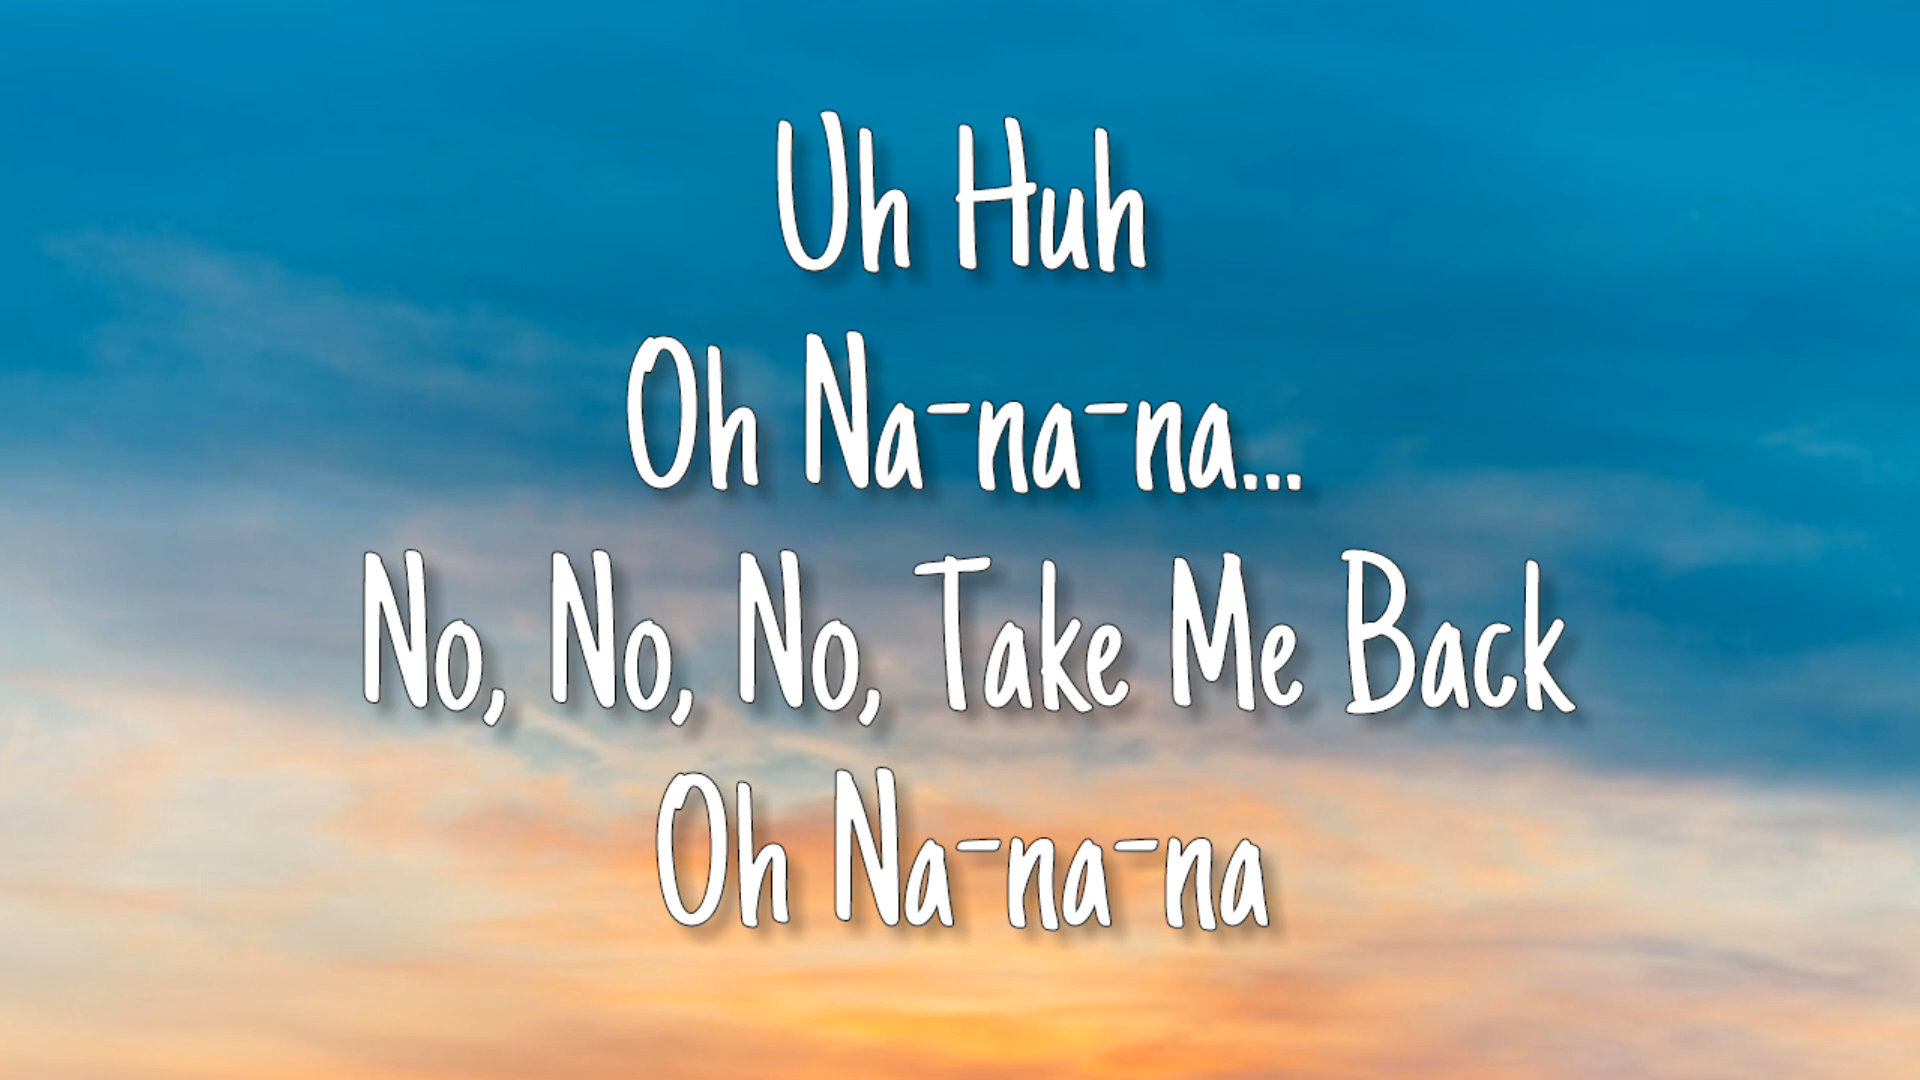 Uh Huh
Oh Na-na-na...
No, No, No, Take Me Back
Oh Na-na-na